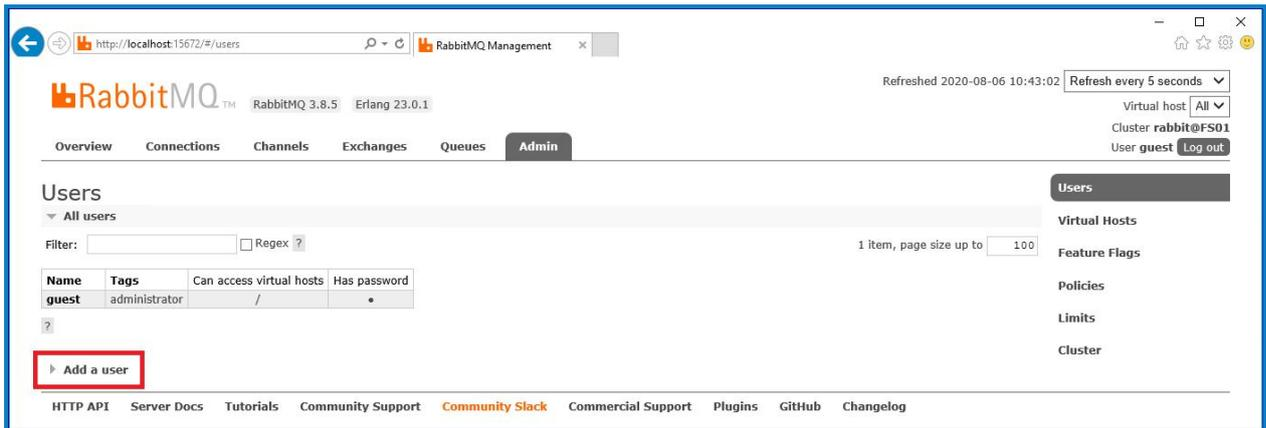 http://localhost:15672/#/users
RabbitMQ Management
RabbitMQ TM RabbitMQ 3.8.5 Erlang 23.0.1
Refreshed 2020-08-06 10:43:02 Refresh every 5 seconds
Virtual host All
Cluster rabbit@FS01
User guest Log out
Overview Connections Channels Exchanges Queues Admin
Users
All users
Filter: Regex ?
1 item, page size up to 100
Name Tags Can access virtual hosts Has password
guest administrator / •
?
Add a user
Users
Virtual Hosts
Feature Flags
Policies
Limits
Cluster
HTTP API Server Docs Tutorials Community Support Community Slack Commercial Support Plugins GitHub Changelog